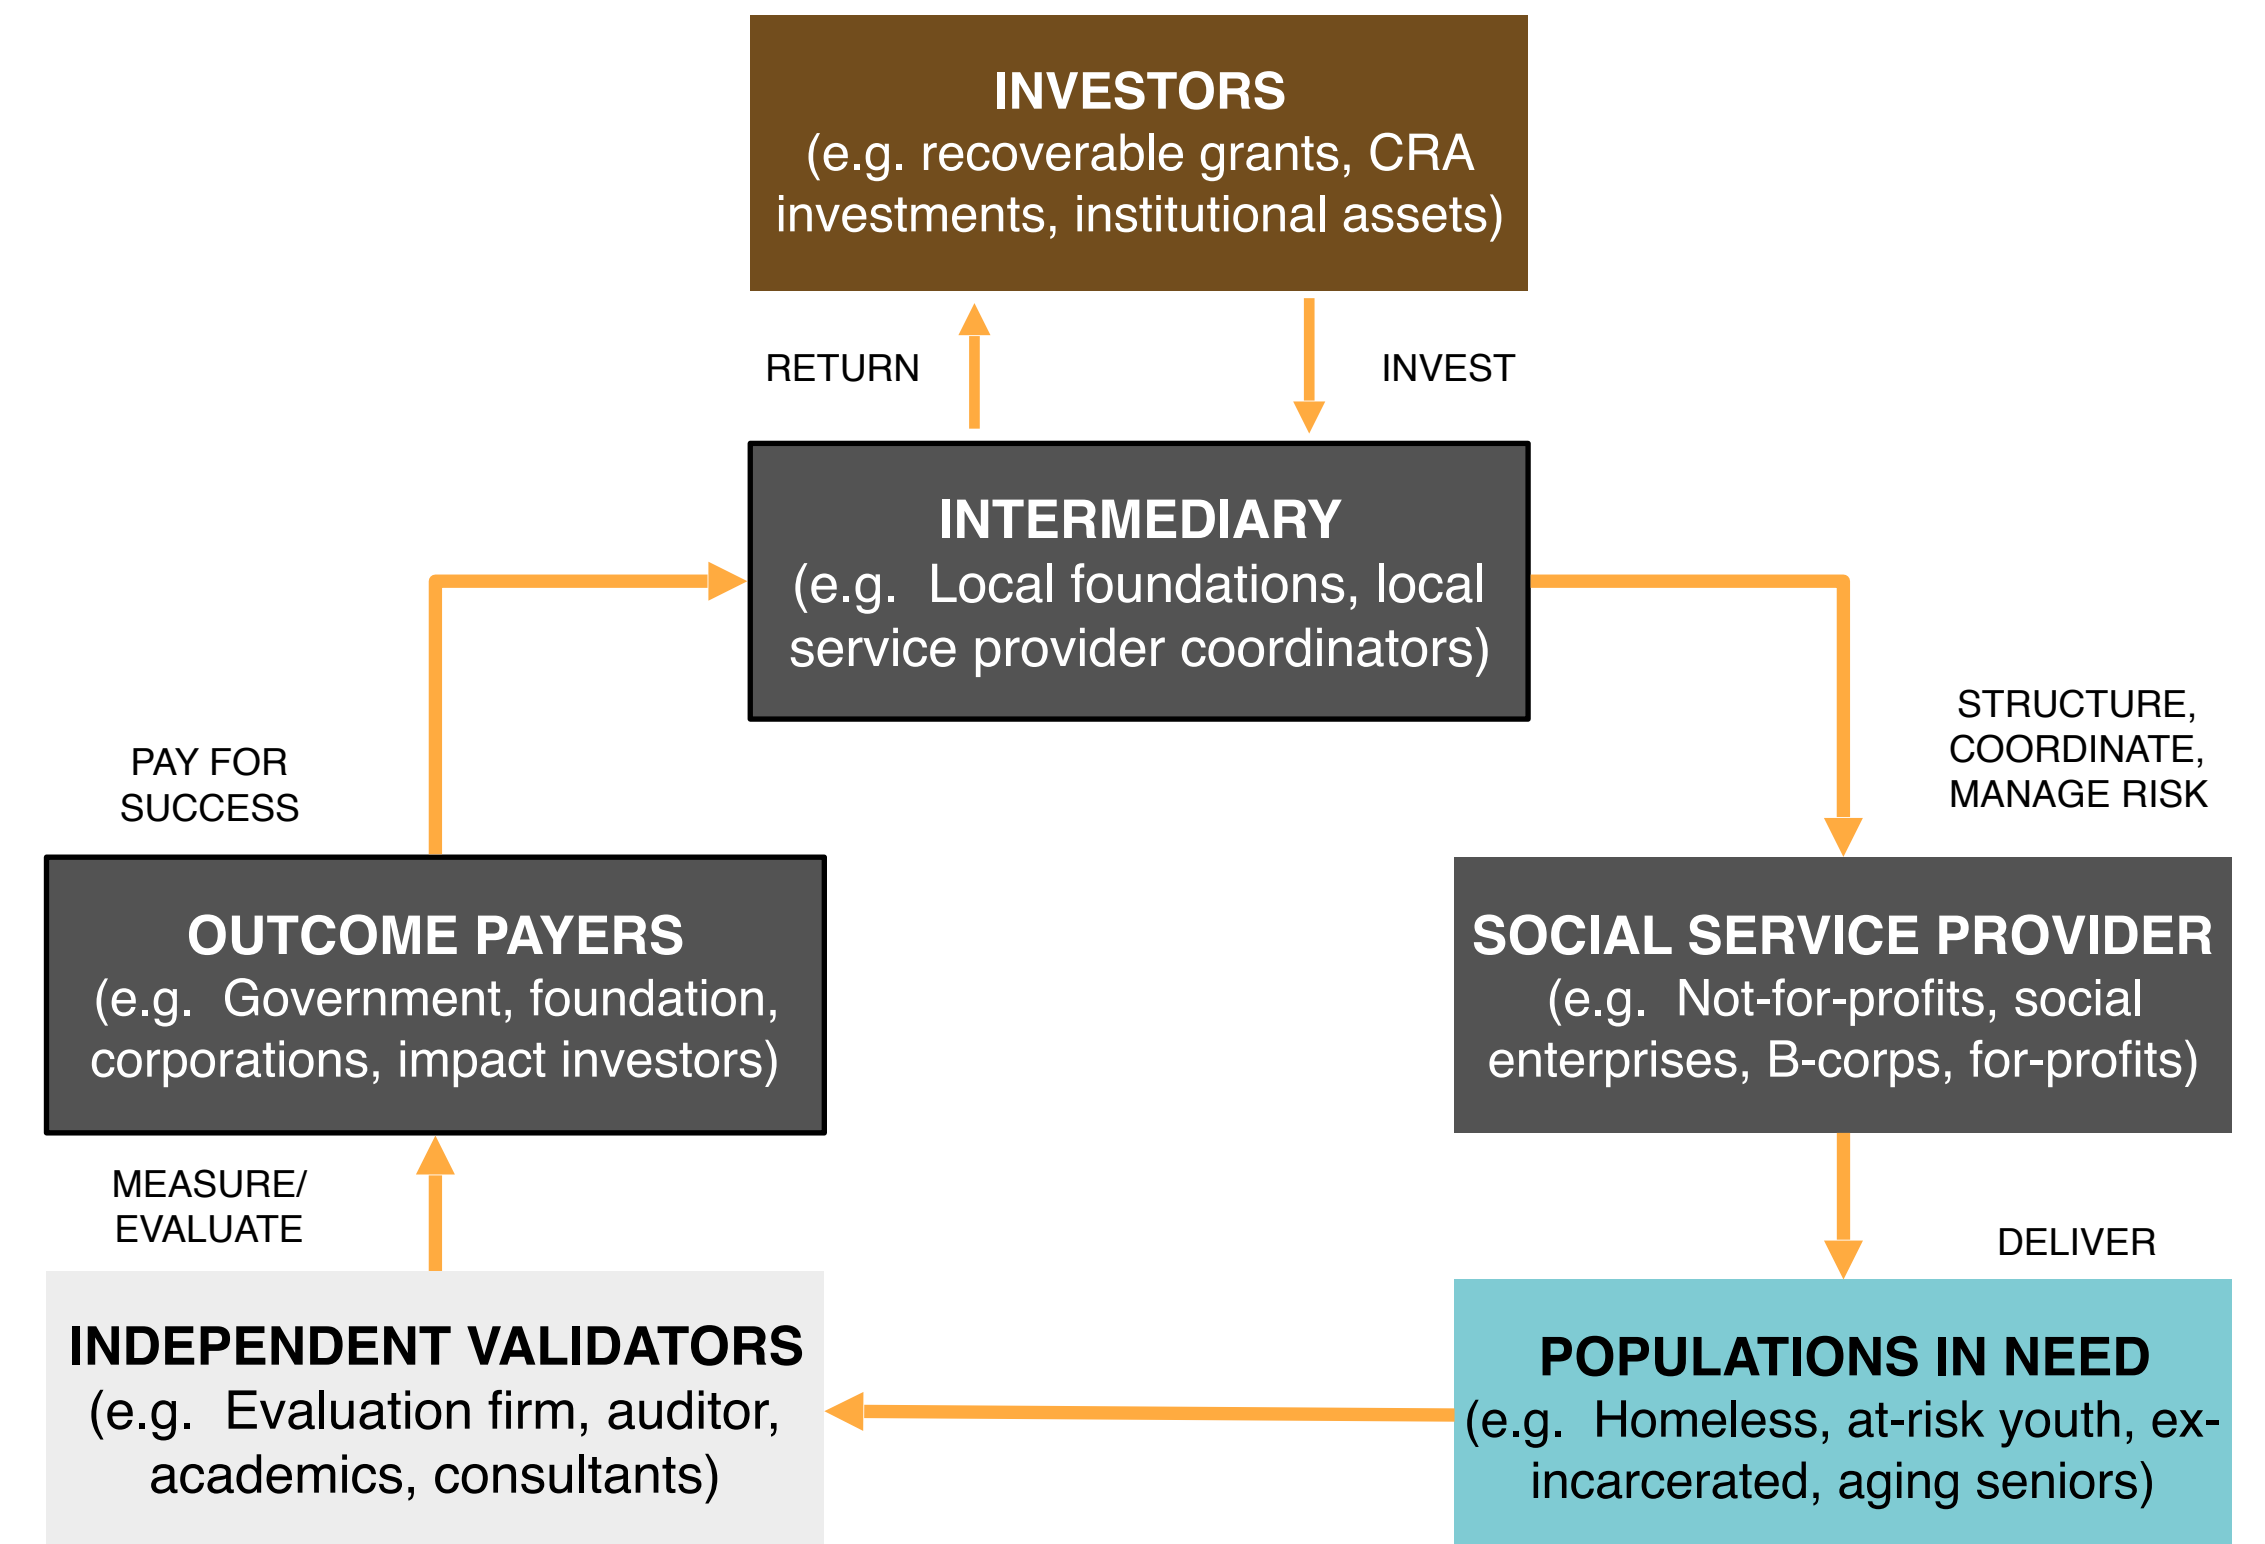 INVESTORS
(e.g. recoverable grants, CRA
investments, institutional assets)
RETURN
INVEST
INTERMEDIARY
(e.g.  Local foundations, local
service provider coordinators)
STRUCTURE,
COORDINATE,
MANAGE RISK
PAY FOR
SUCCESS
OUTCOME PAYERS
(e.g.  Government, foundation,
corporations, impact investors)
SOCIAL SERVICE PROVIDER
(e.g.  Not-for-profits, social
enterprises, B-corps, for-profits)
MEASURE/
EVALUATE
DELIVER
INDEPENDENT VALIDATORS
(e.g.  Evaluation firm, auditor,
academics, consultants)
POPULATIONS IN NEED
(e.g.  Homeless, at-risk youth, ex-
incarcerated, aging seniors)